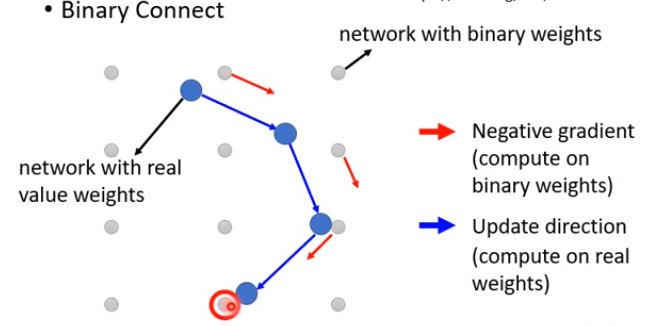 • Binary Connect
network with binary weights
network with real
value weights
Negative gradient
(compute on
binary weights)
Update direction
(compute on real
weights)